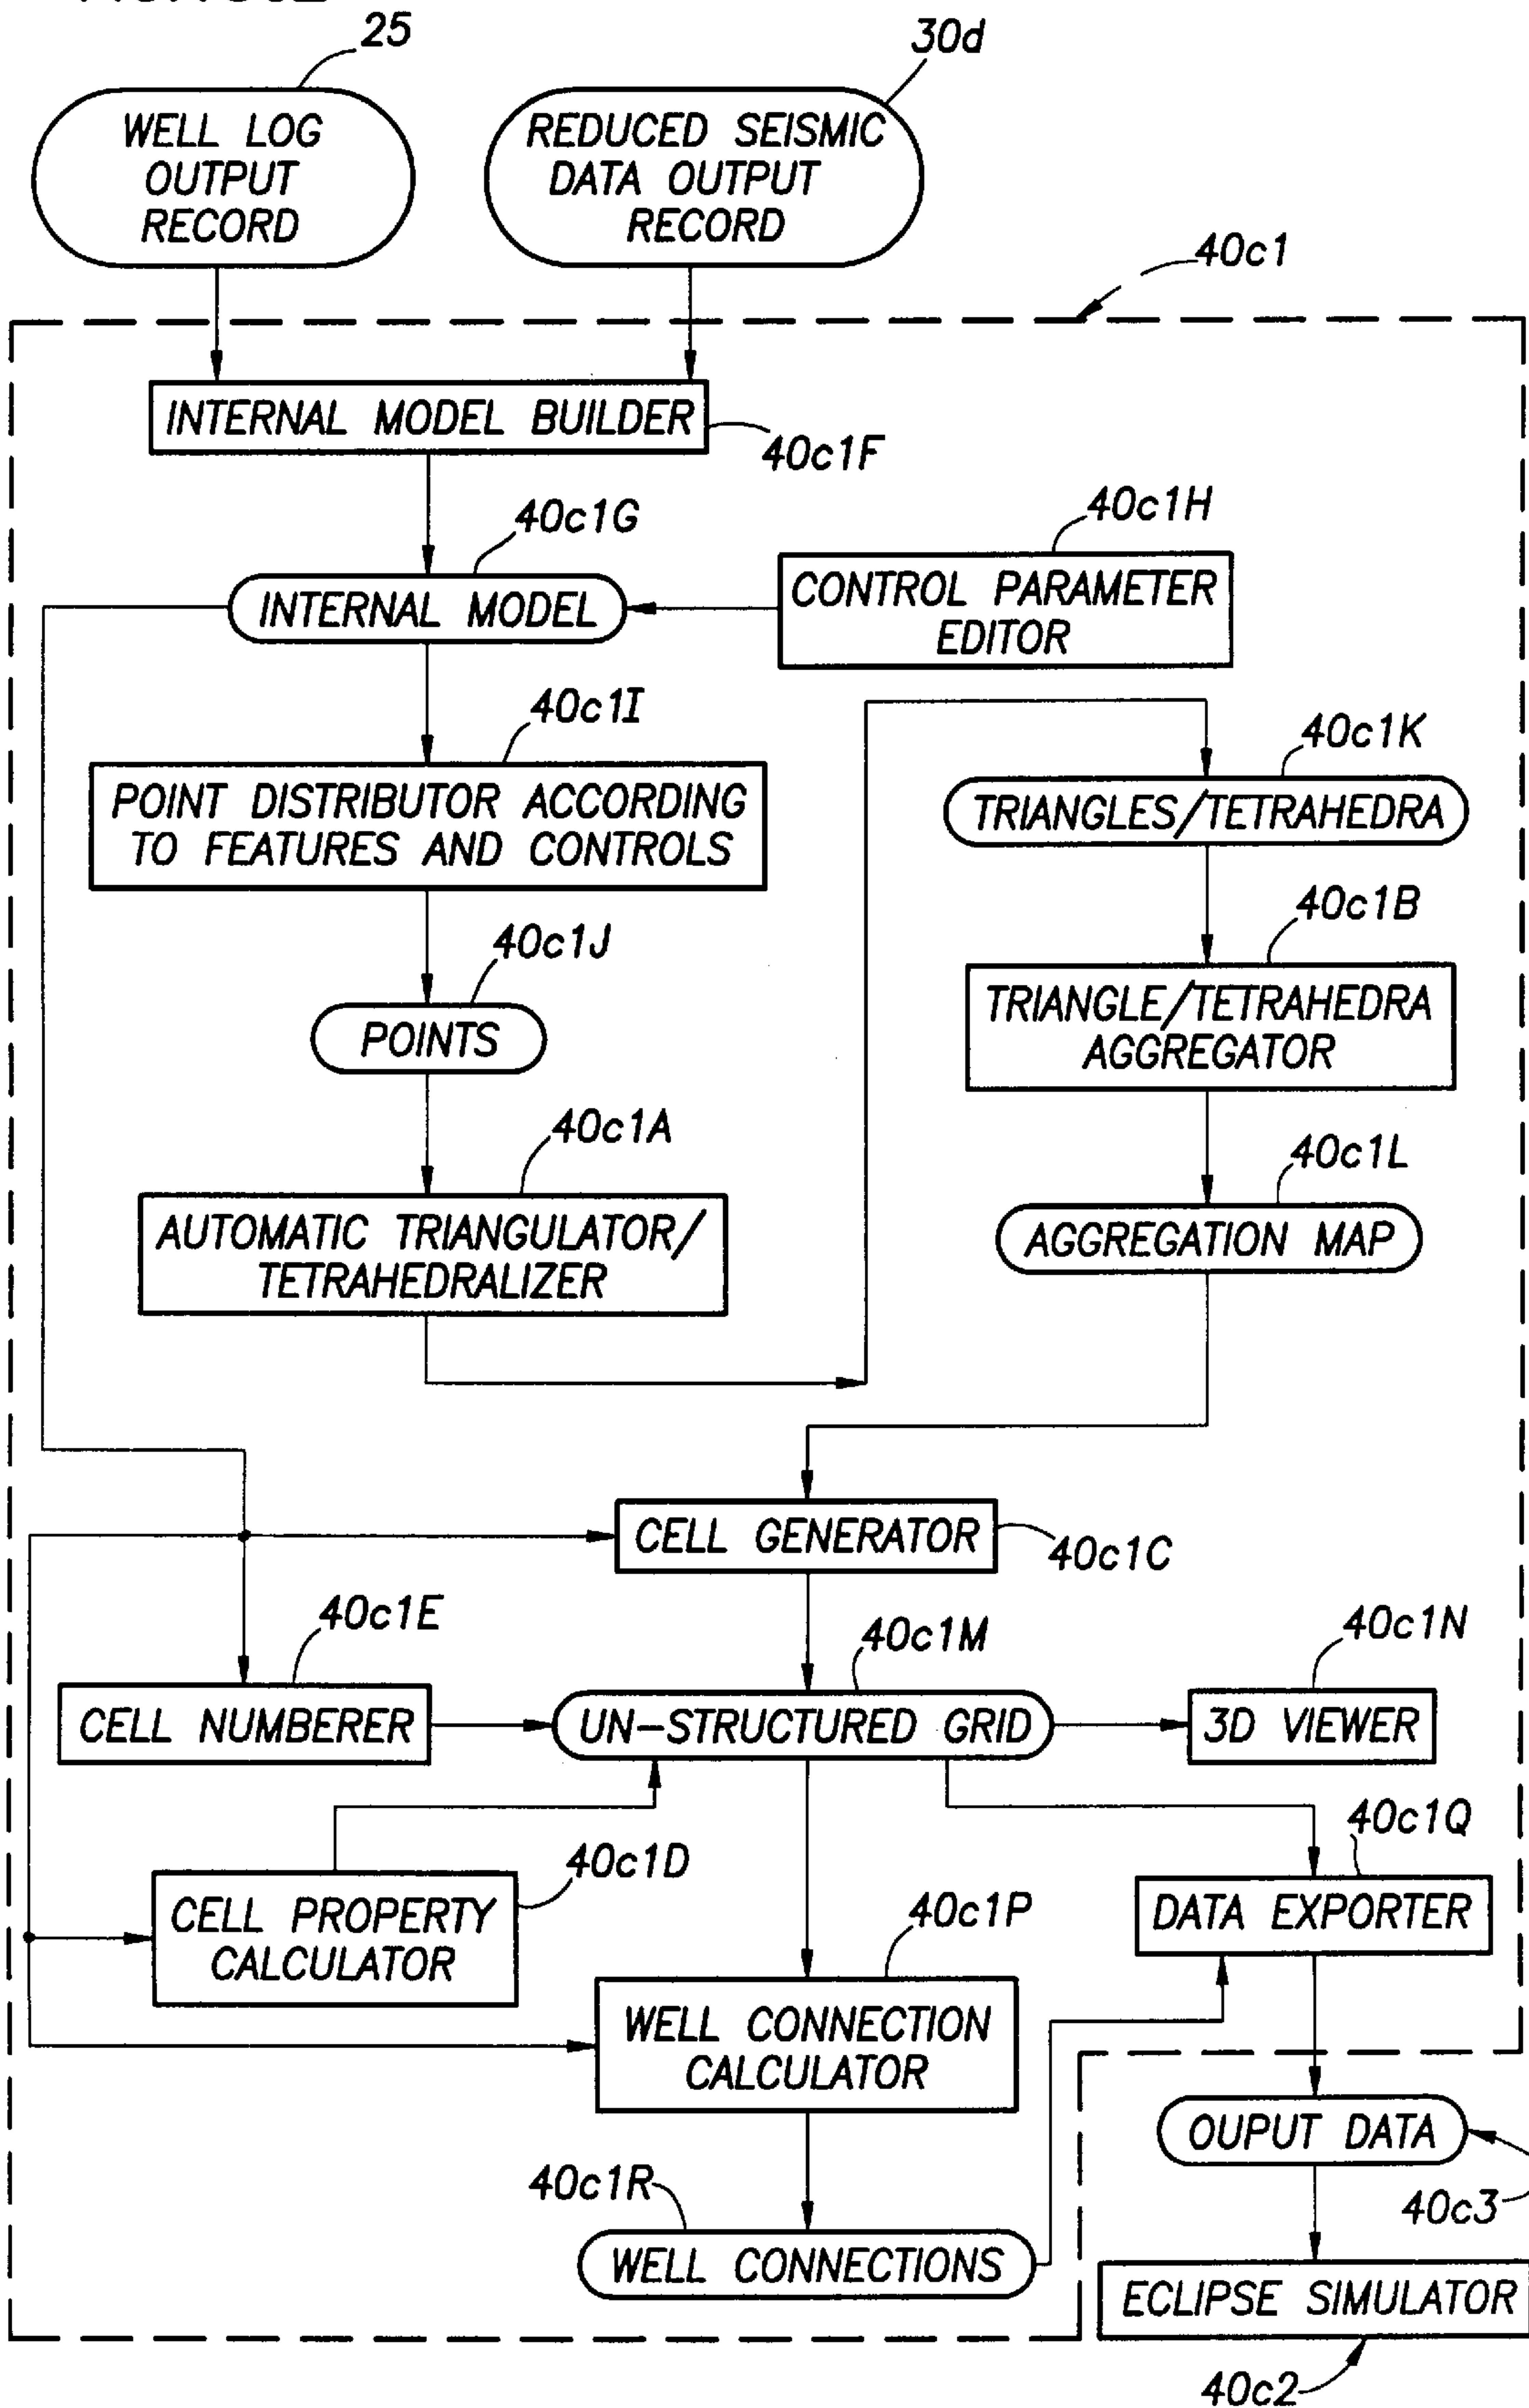 25
30d
WELL LOG
OUTPUT
RECORD
REDUCED SEISMIC
DATA OUTPUT
RECORD
40c1
INTERNAL MODEL BUILDER
40c1F
40c1G
40c1H
INTERNAL MODEL
CONTROL PARAMETER
EDITOR
40c1I
40c1K
POINT DISTRIBUTOR ACCORDING
TO FEATURES AND CONTROLS
TRIANGLES/TETRAHEDRA
40c1B
40c1J
TRIANGLE/TETRAHEDRA
AGGREGATOR
POINTS
40c1A
40c1L
AUTOMATIC TRIANGULATOR/
TETRAHEDRALIZER
AGGREGATION MAP
CELL GENERATOR
40c1C
40c1E
40c1M
40c1N
CELL NUMBERER
UN-STRUCTURED GRID
3D VIEWER
40c1D
40c1Q
CELL PROPERTY
CALCULATOR
40c1P
DATA EXPORTER
WELL CONNECTION
CALCULATOR
OUPUT DATA
40c1R
40c3
WELL CONNECTIONS
ECLIPSE SIMULATOR
40c2